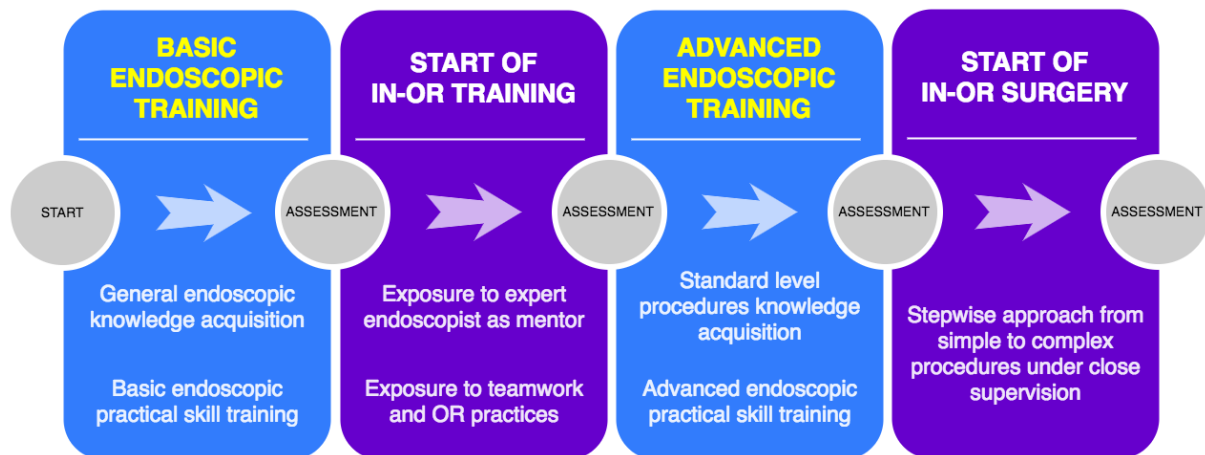 BASIC
ENDOSCOPIC
TRAINING
START OF
IN-OR TRAINING
ADVANCED
ENDOSCOPIC
TRAINING
START OF
IN-OR SURGERY
START
ASSESSMENT
ASSESSMENT
ASSESSMENT
ASSESSMENT
General endoscopic
knowledge acquisition
Basic endoscopic
practical skill training
Exposure to expert
endoscopist as mentor
Exposure to teamwork
and OR practices
Standard level
procedures knowledge
acquisition
Advanced endoscopic
practical skill training
Stepwise approach from
simple to complex
procedures under close
supervision